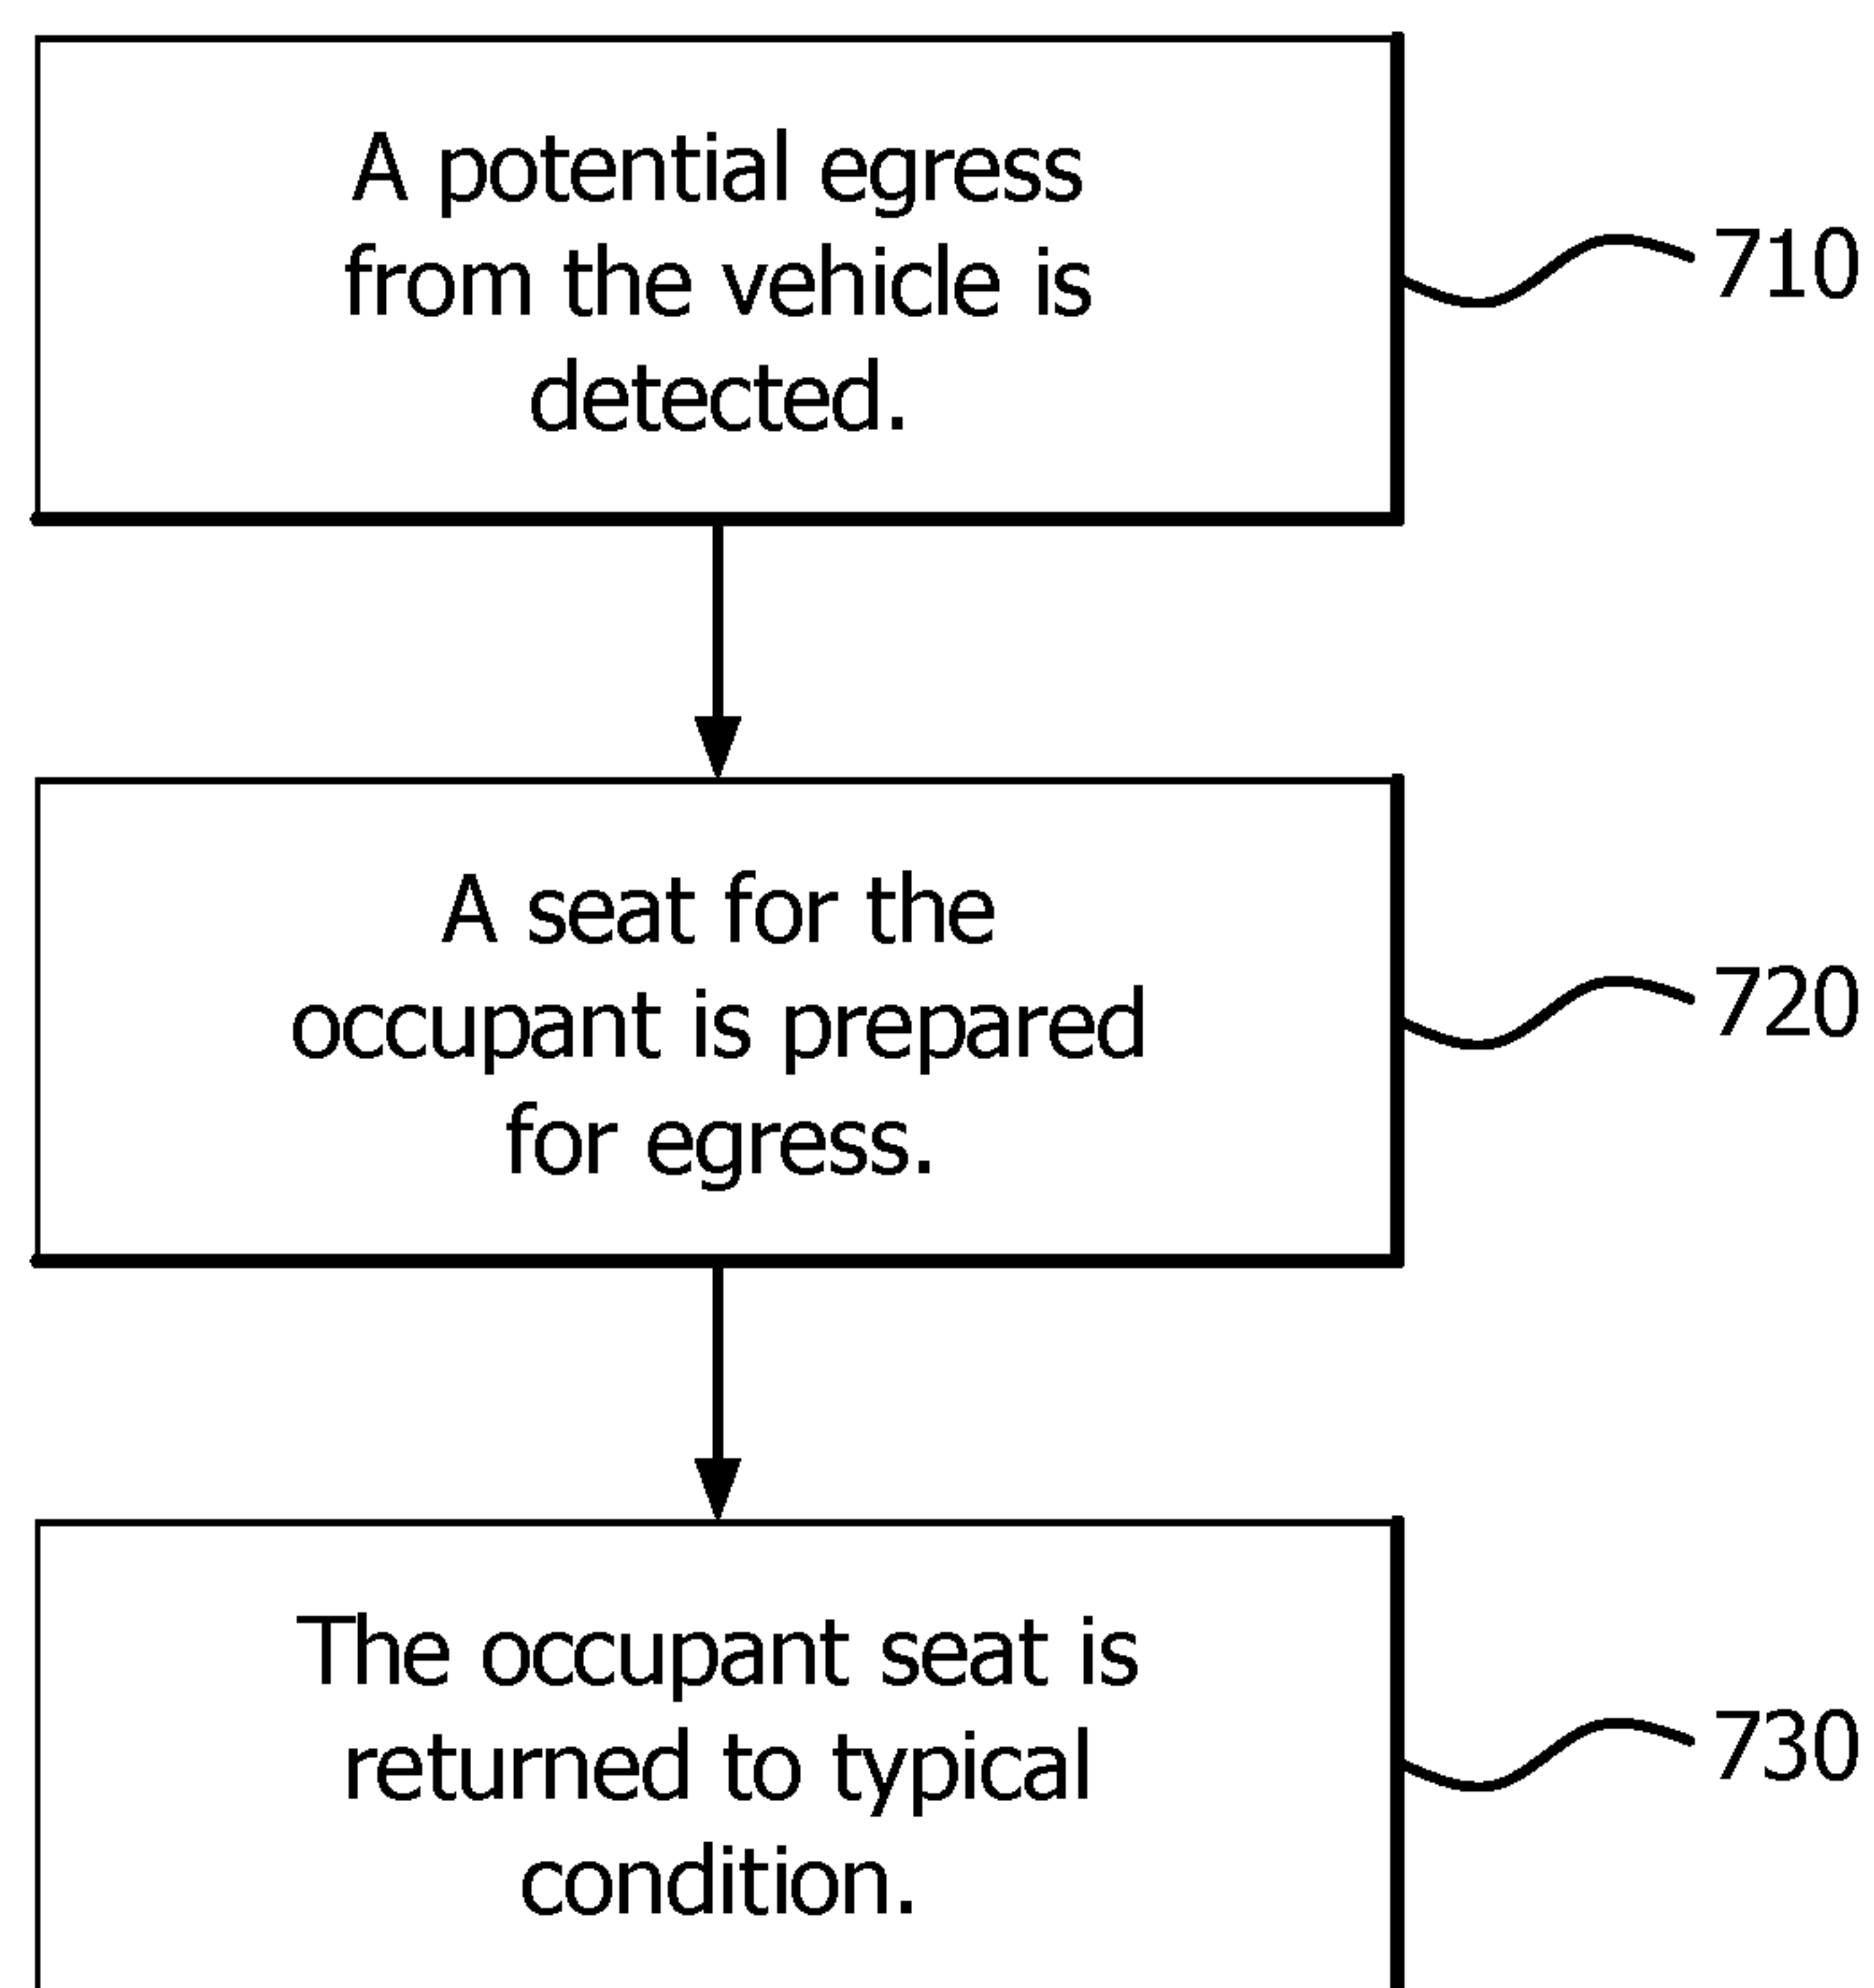 A potential egress
from the vehicle is
detected.
710
A seat for the
occupant is prepared
for egress.
720
The occupant seat is
returned to typical
condition.
730